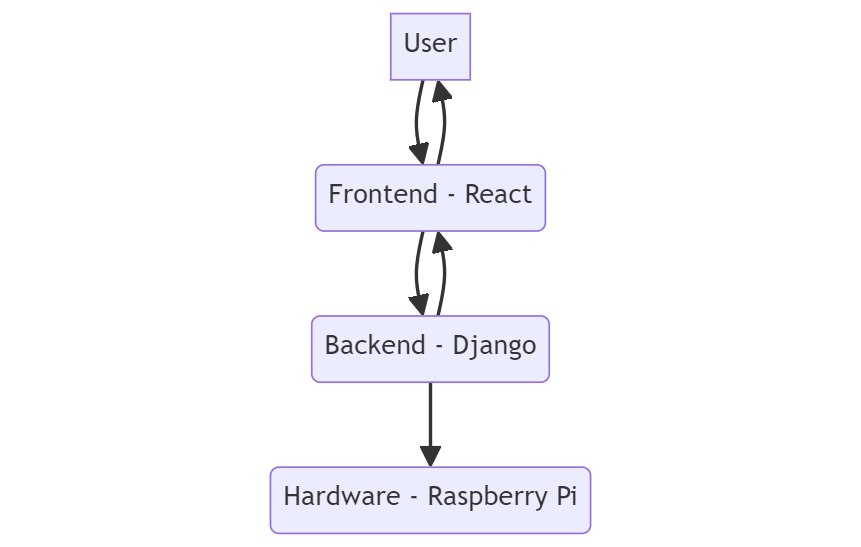 User
Frontend - React
Backend - Django
Hardware - Raspberry Pi